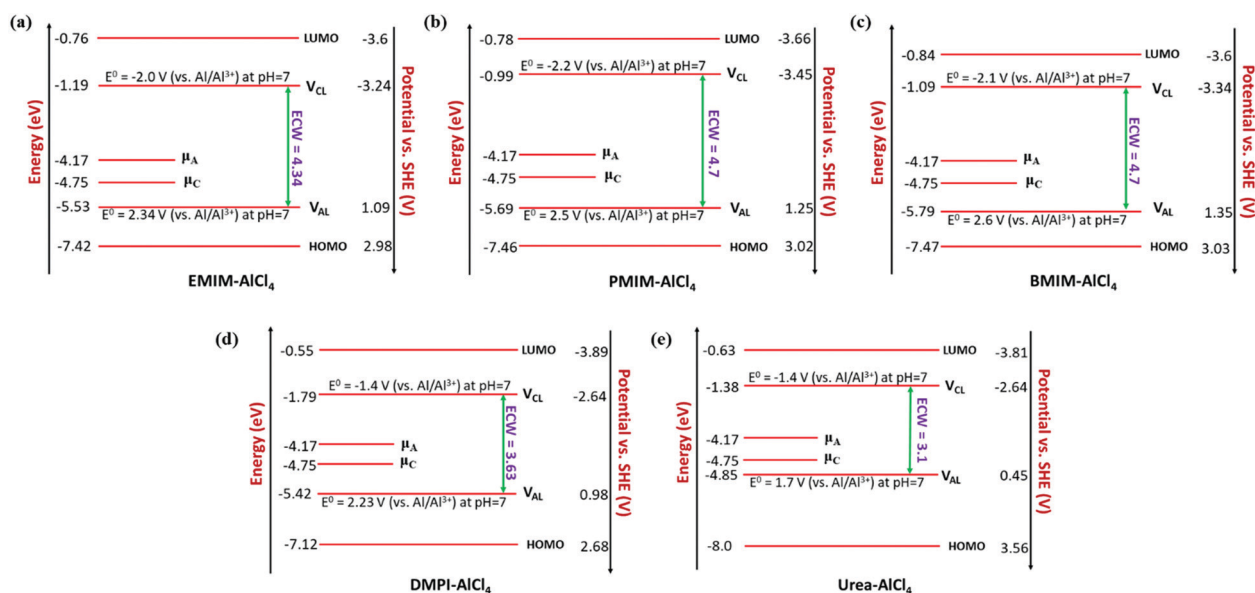 (a)
Energy (eV)
Potential vs. SHE (V)
-0.76 LUMO -3.6
E⁰ = -2.0 V (vs. Al/Al³⁺) at pH=7
-1.19 V_CL -3.24
ECW = 4.34
-4.17 μ_A
-4.75 μ_C
-5.53 V_AL 1.09
E⁰ = 2.34 V (vs. Al/Al³⁺) at pH=7
-7.42 HOMO 2.98
EMIM-AlCl₄
(b)
Energy (eV)
Potential vs. SHE (V)
-0.78 LUMO -3.66
E⁰ = -2.2 V (vs. Al/Al³⁺) at pH=7
-0.99 V_CL -3.45
ECW = 4.7
-4.17 μ_A
-4.75 μ_C
-5.69 V_AL 1.25
E⁰ = 2.5 V (vs. Al/Al³⁺) at pH=7
-7.46 HOMO 3.02
PMIM-AlCl₄
(c)
Energy (eV)
Potential vs. SHE (V)
-0.84 LUMO -3.6
E⁰ = -2.1 V (vs. Al/Al³⁺) at pH=7
-1.09 V_CL -3.34
ECW = 4.7
-4.17 μ_A
-4.75 μ_C
-5.79 V_AL 1.35
E⁰ = 2.6 V (vs. Al/Al³⁺) at pH=7
-7.47 HOMO 3.03
BMIM-AlCl₄
(d)
Energy (eV)
Potential vs. SHE (V)
-0.55 LUMO -3.89
E⁰ = -1.4 V (vs. Al/Al³⁺) at pH=7
-1.79 V_CL -2.64
ECW = 3.63
-4.17 μ_A
-4.75 μ_C
-5.42 V_AL 0.98
E⁰ = 2.23 V (vs. Al/Al³⁺) at pH=7
-7.12 HOMO 2.68
DMPI-AlCl₄
(e)
Energy (eV)
Potential vs. SHE (V)
-0.63 LUMO -3.81
E⁰ = -1.4 V (vs. Al/Al³⁺) at pH=7
-1.38 V_CL -2.64
ECW = 3.1
-4.17 μ_A
-4.75 μ_C
-4.85 V_AL 0.45
E⁰ = 1.7 V (vs. Al/Al³⁺) at pH=7
-8.0 HOMO 3.56
Urea-AlCl₄